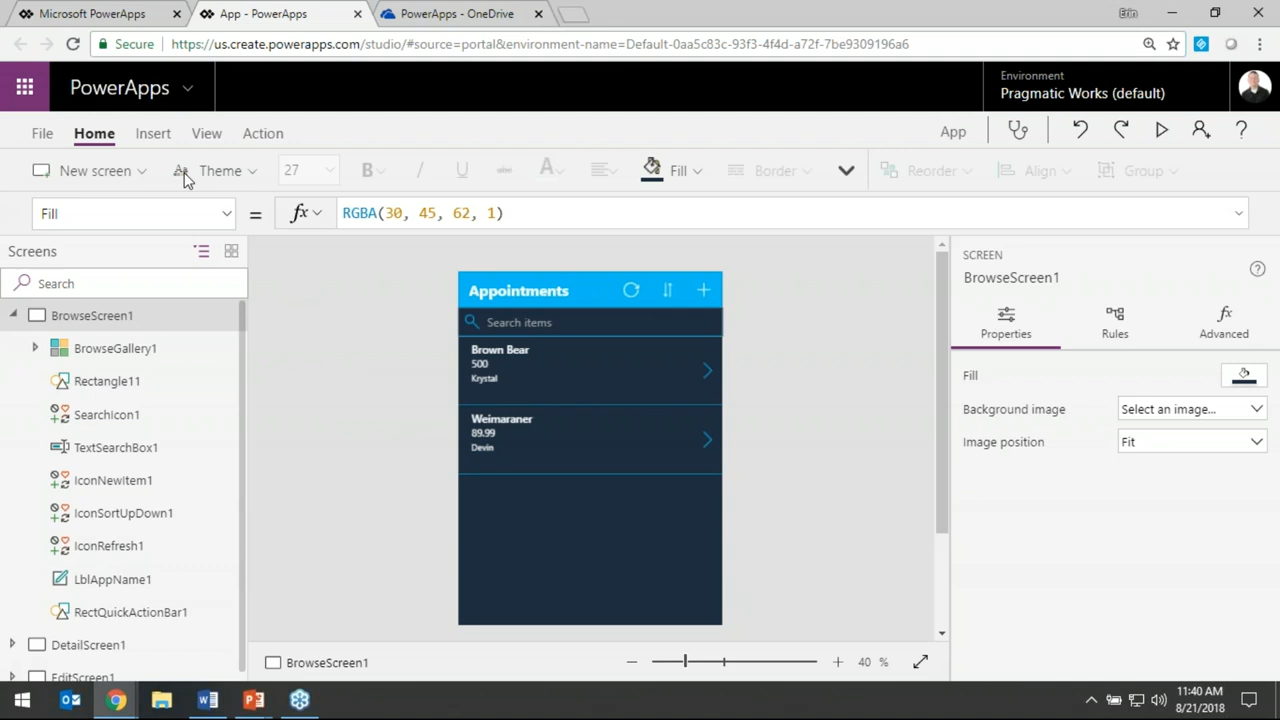 Microsoft PowerApps
App - PowerApps
PowerApps - OneDrive
Erin
Secure
https://us.create.powerapps.com/studio/#source=portal&environment-name=Default-0aa5c83c-93f3-4f4d-a72f-7be9309196a6
PowerApps
Environment
Pragmatic Works (default)
File
Home
Insert
View
Action
App
New screen
Theme
27
B
Fill
Border
Reorder
Align
Group
Fill
=
fx
RGBA(30, 45, 62, 1)
Screens
Search
BrowseScreen1
BrowseGallery1
Rectangle11
SearchIcon1
TextSearchBox1
IconNewItem1
IconSortUpDown1
IconRefresh1
LblAppName1
RectQuickActionBar1
DetailScreen1
EditScreen1
Appointments
Search items
Brown Bear
500
Krystal
Weimaraner
89.99
Devin
BrowseScreen1
40 %
SCREEN
BrowseScreen1
Properties
Rules
Advanced
Fill
Background image
Select an image...
Image position
Fit
11:40 AM
8/21/2018